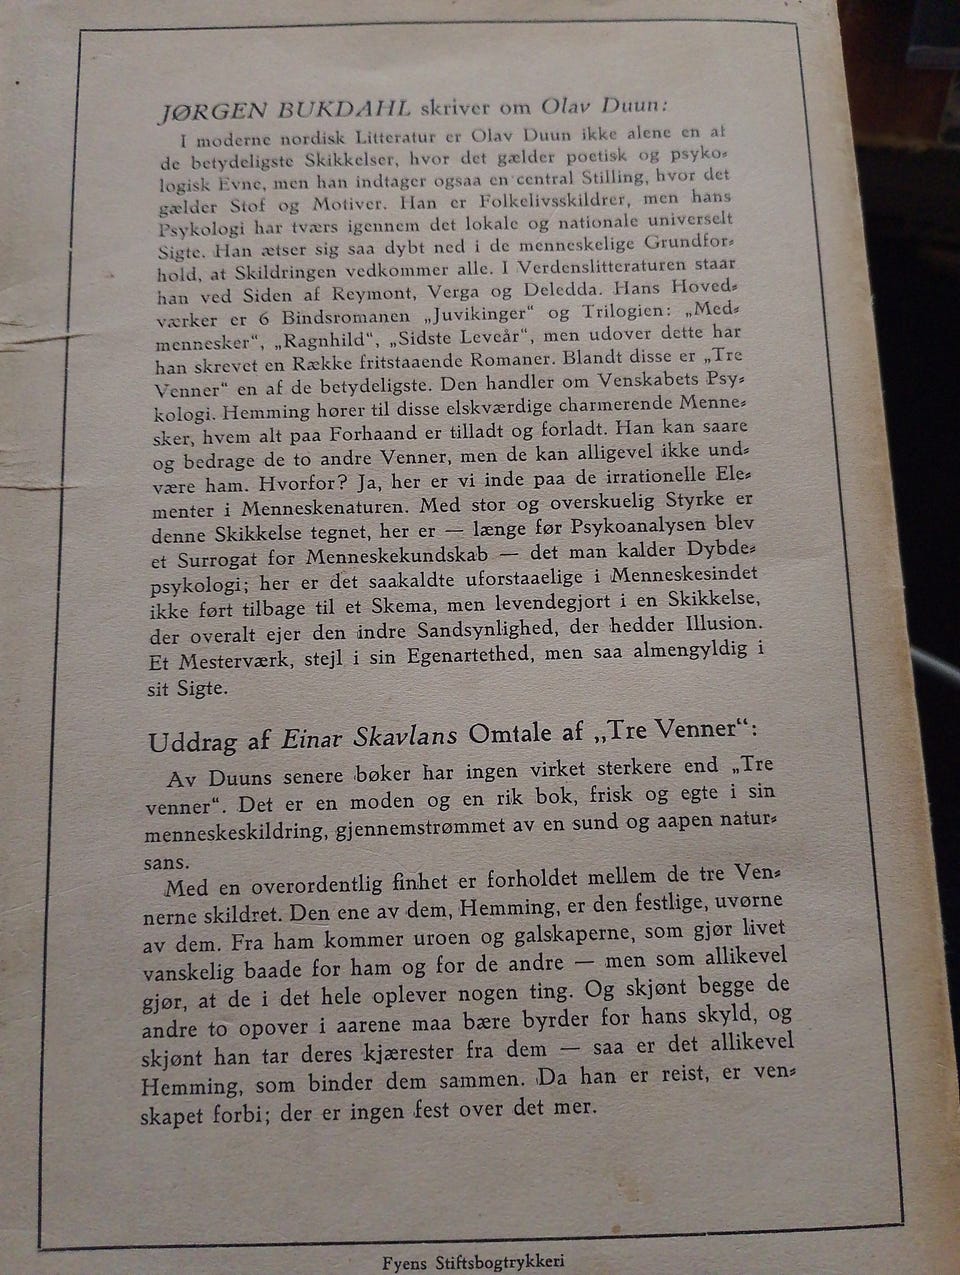 JØRGEN BUKDAHL skriver om Olav Duun:
I moderne nordisk Litteratur er Olav Duun ikke alene en af
de betydeligste Skikkelser, hvor det gælder poetisk og psyko⸗
logisk Evne, men han indtager ogsaa en central Stilling, hvor det
gælder Stof og Motiver. Han er Folkelivsskildrer, men hans
Psykologi har tværs igennem det lokale og nationale universelt
Sigte. Han ætser sig saa dybt ned i de menneskelige Grundfor⸗
hold, at Skildringen vedkommer alle. I Verdenslitteraturen staar
han ved Siden af Reymont, Verga og Deledda. Hans Hoved⸗
værker er 6 Bindsromanen „Juvikinger“ og Trilogien: „Med⸗
mennesker“, „Ragnhild“, „Sidste Leveår“, men udover dette har
han skrevet en Række fritstaaende Romaner. Blandt disse er „Tre
Venner“ en af de betydeligste. Den handler om Venskabets Psy⸗
kologi. Hemming hører til disse elskværdige charmerende Menne⸗
sker, hvem alt paa Forhaand er tilladt og forladt. Han kan saare
og bedrage de to andre Venner, men de kan alligevel ikke und⸗
være ham. Hvorfor? Ja, her er vi inde paa de irrationelle Ele⸗
menter i Menneskenaturen. Med stor og overskuelig Styrke er
denne Skikkelse tegnet, her er — længe før Psykoanalysen blev
et Surrogat for Menneskekundskab — det man kalder Dybde⸗
psykologi; her er det saakaldte uforstaaelige i Menneskesindet
ikke ført tilbage til et Skema, men levendegjort i en Skikkelse,
der overalt ejer den indre Sandsynlighed, der hedder Illusion.
Et Mesterværk, stejl i sin Egenartethed, men saa almengyldig i
sit Sigte.
Uddrag af Einar Skavlans Omtale af „Tre Venner“:
Av Duuns senere bøker har ingen virket sterkere end „Tre
venner“. Det er en moden og en rik bok, frisk og egte i sin
menneskeskildring, gjennemstrømmet av en sund og aapen natur⸗
sans.
Med en overordentlig finhet er forholdet mellem de tre Ven⸗
nerne skildret. Den ene av dem, Hemming, er den festlige, uvørne
av dem. Fra ham kommer uroen og galskaperne, som gjør livet
vanskelig baade for ham og for de andre — men som allikevel
gjør, at de i det hele oplever nogen ting. Og skjønt begge de
andre to opover i aarene maa bære byrder for hans skyld, og
skjønt han tar deres kjærester fra dem — saa er det allikevel
Hemming, som binder dem sammen. Da han er reist, er ven⸗
skapet forbi; der er ingen fest over det mer.
Fyens Stiftsbogtrykkeri